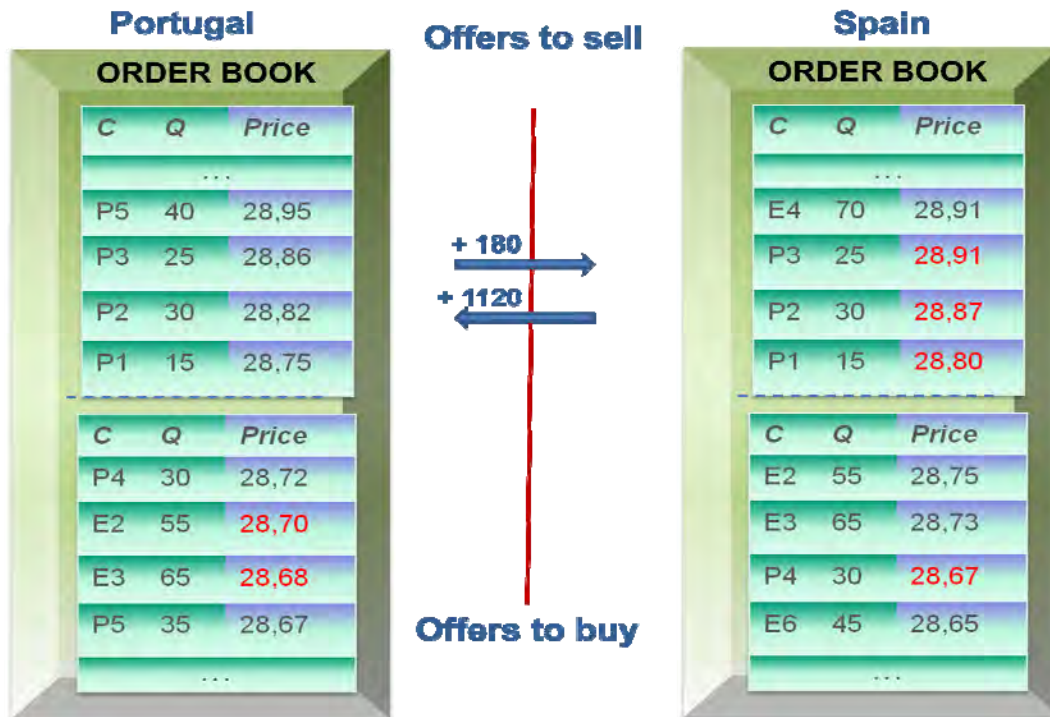 Portugal
ORDER BOOK
C Q Price
...
P5 40 28,95
P3 25 28,86
P2 30 28,82
P1 15 28,75
C Q Price
P4 30 28,72
E2 55 28,70
E3 65 28,68
P5 35 28,67
...
Offers to sell
+ 180
+ 1120
Offers to buy
Spain
ORDER BOOK
C Q Price
...
E4 70 28,91
P3 25 28,91
P2 30 28,87
P1 15 28,80
C Q Price
E2 55 28,75
E3 65 28,73
P4 30 28,67
E6 45 28,65
...